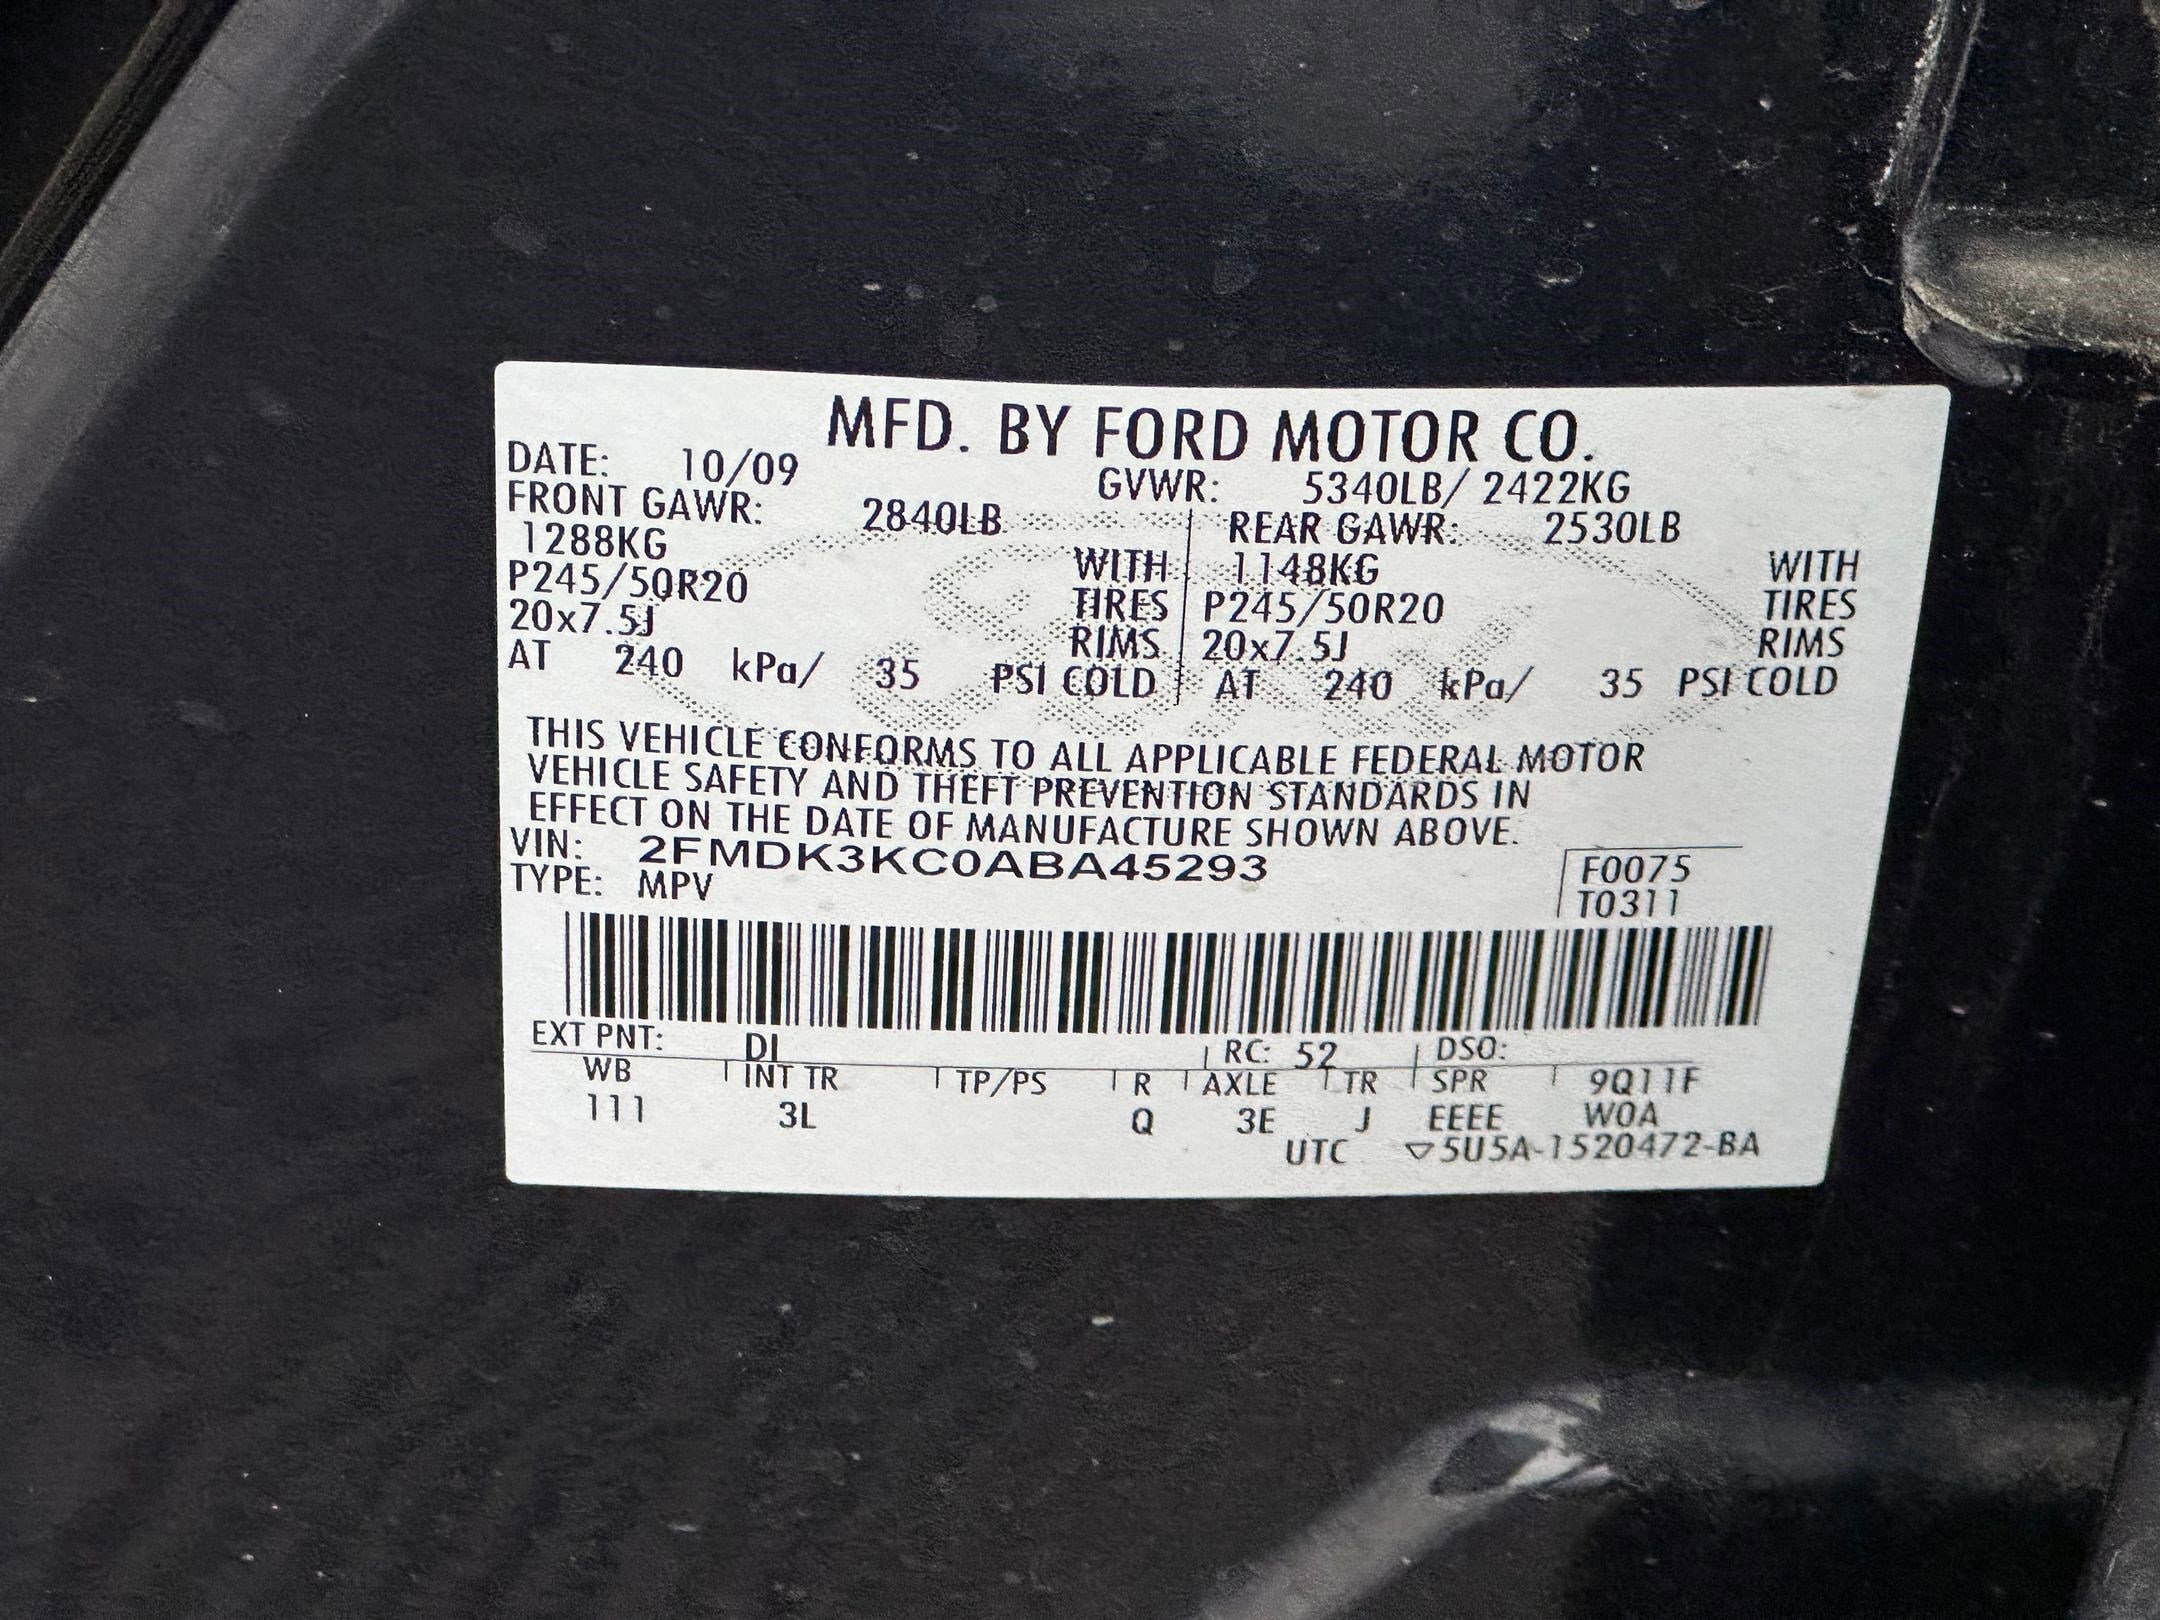 MFD. BY FORD MOTOR CO.
DATE: 10/09 GVWR: 5340LB/ 2422KG
FRONT GAWR: 2840LB REAR GAWR: 2530LB
1288KG WITH 1148KG WITH
P245/50R20 TIRES P245/50R20 TIRES
20x7.5J RIMS 20x7.5J RIMS
AT 240 kPa/ 35 PSI COLD AT 240 kPa/ 35 PSI COLD
THIS VEHICLE CONFORMS TO ALL APPLICABLE FEDERAL MOTOR
VEHICLE SAFETY AND THEFT PREVENTION STANDARDS IN
EFFECT ON THE DATE OF MANUFACTURE SHOWN ABOVE.
VIN: 2FMDK3KC0ABA45293 F0075
TYPE: MPV T0311
EXT PNT: DI RC: 52 DSO:
WB INT TR TP/PS R AXLE TR SPR 9Q11F
111 3L Q 3E J EEEE WOA
UTC ▽5U5A-1520472-BA